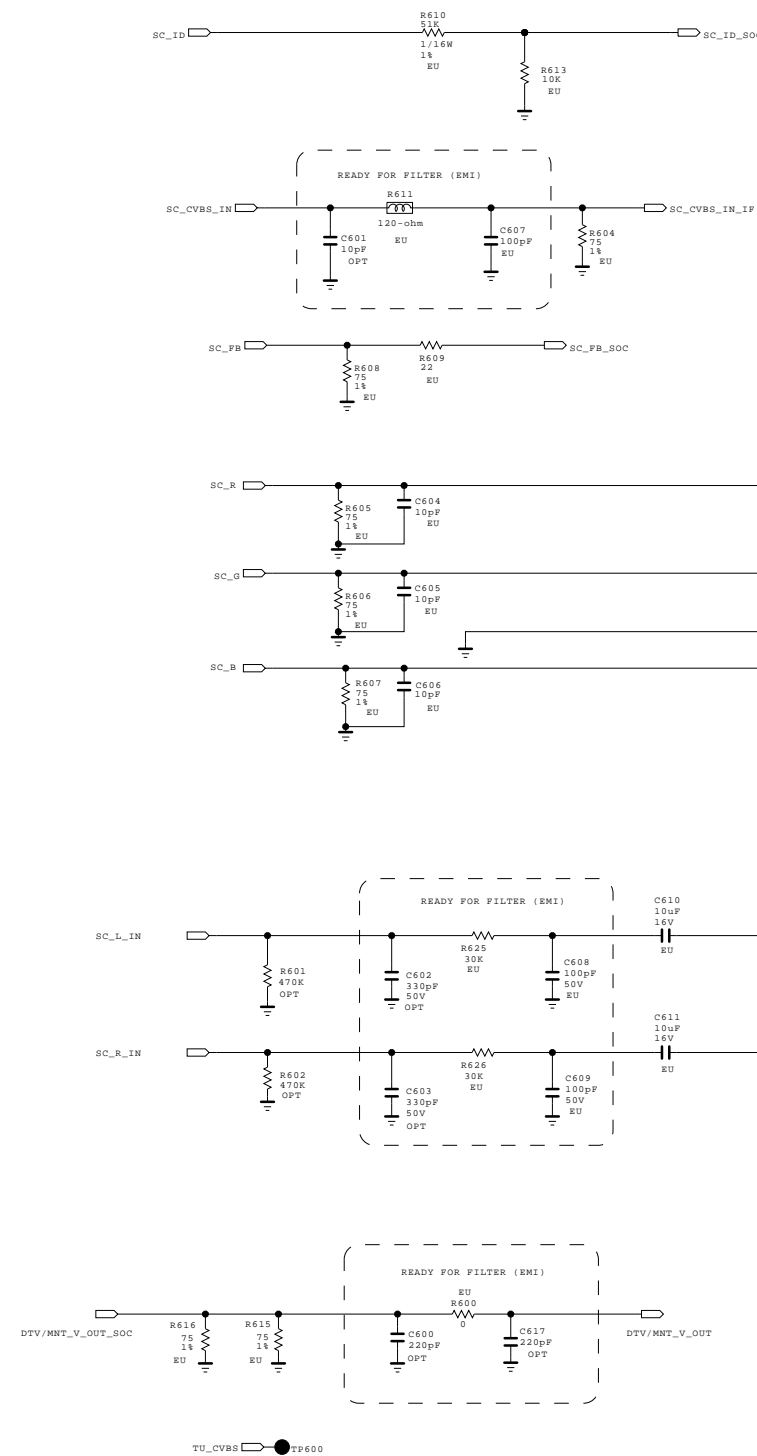 R610
51K
SC_ID
1/16W
1%
EU
R613
10K
EU
READY FOR FILTER (EMI)
R611
SC_CVBS_IN
SC_CVBS_IN_IF
120-ohm
EU
C601
10pF
OPT
C607
100pF
EU
R604
75
1%
EU
SC_FB
SC_FB_SOC
R609
22
EU
R608
75
1%
EU
SC_R
R605
75
1%
EU
C604
10pF
EU
SC_G
R606
75
1%
EU
C605
10pF
EU
SC_B
R607
75
1%
EU
C606
10pF
EU
READY FOR FILTER (EMI)
C610
10uF
16V
EU
SC_L_IN
R625
30K
EU
R601
470K
OPT
C602
330pF
50V
OPT
C608
100pF
50V
EU
C611
10uF
16V
EU
SC_R_IN
R626
30K
EU
R602
470K
OPT
C603
330pF
50V
OPT
C609
100pF
50V
EU
READY FOR FILTER (EMI)
EU
R600
0
DTV/MNT_V_OUT_SOC
R616
75
1%
EU
R615
75
1%
EU
C600
220pF
OPT
C617
220pF
OPT
DTV/MNT_V_OUT
TU_CVBS
TP600